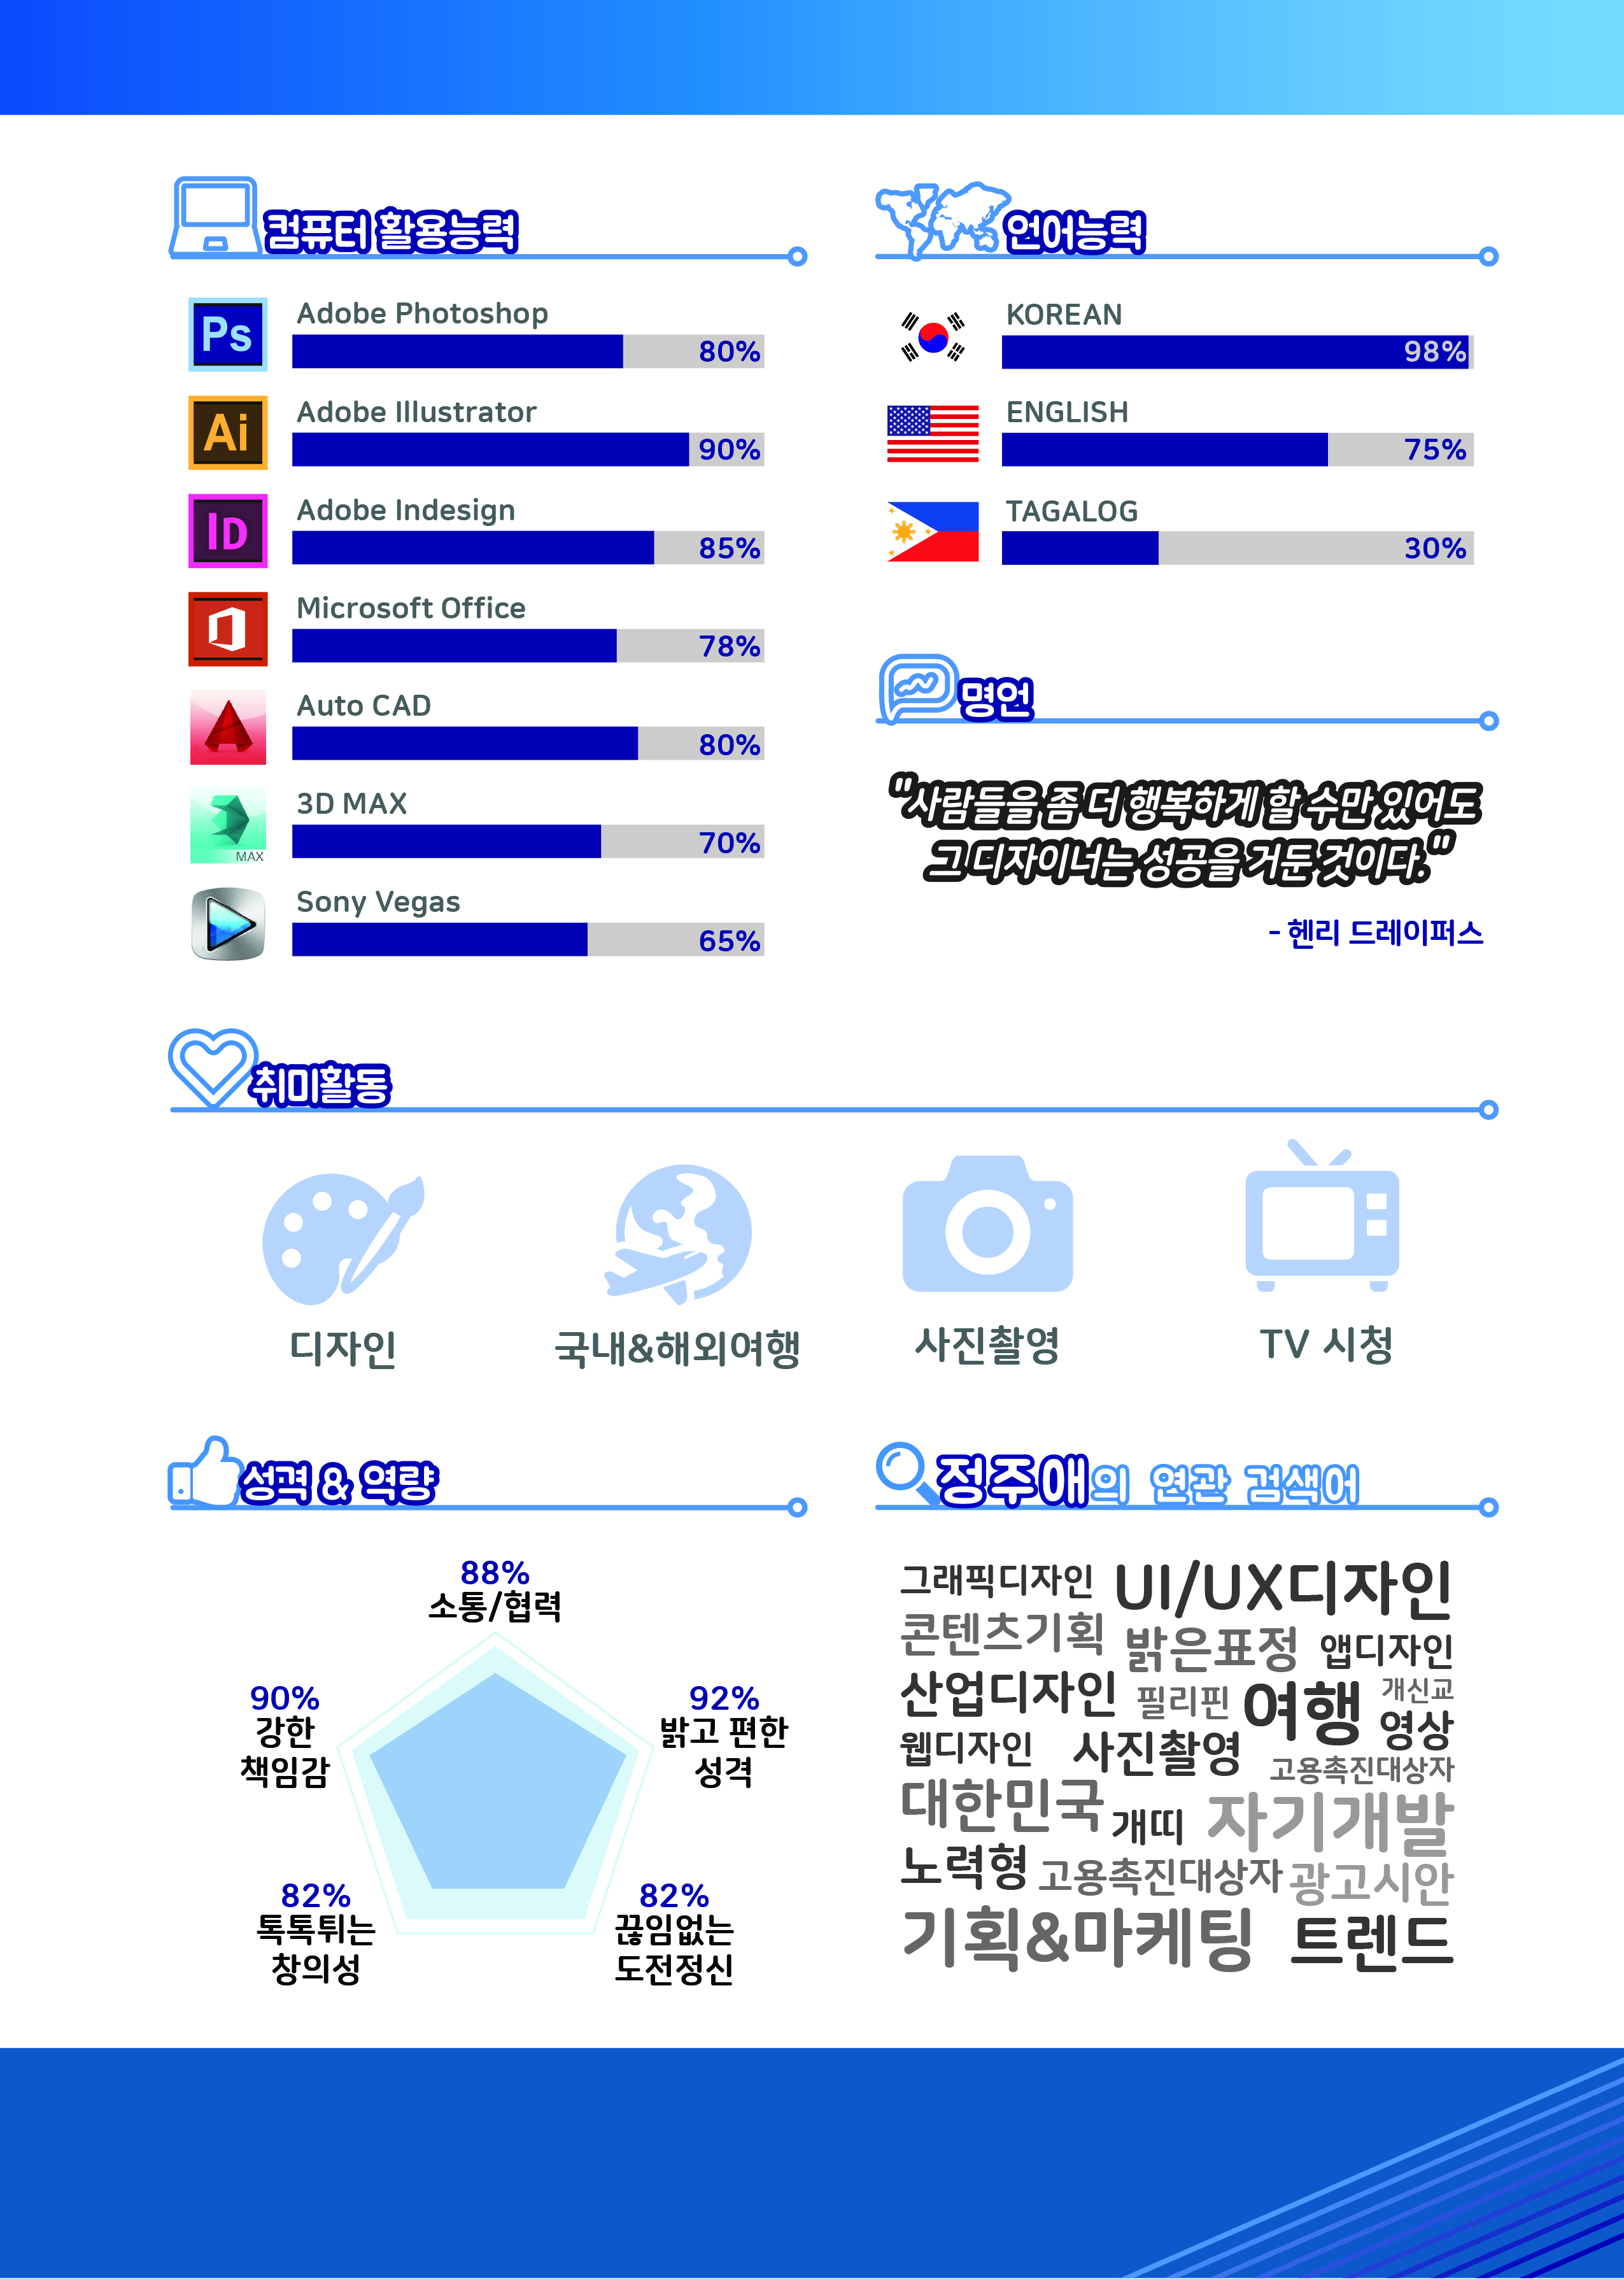 컴퓨터 활용능력
Ps
Adobe Photoshop
80%
Ai
Adobe Illustrator
90%
ID
Adobe Indesign
85%
Microsoft Office
78%
Auto CAD
80%
3D MAX
70%
MAX
Sony Vegas
65%
언어능력
KOREAN
98%
ENGLISH
75%
TAGALOG
30%
명언
"사람들을 좀 더 행복하게 할 수만 있어도
그 디자이너는 성공을 거둔 것이다."
- 헨리 드레이퍼스
취미활동
디자인
국내&해외여행
사진촬영
TV 시청
성격 & 역량
88%
소통/협력
90%
강한
책임감
92%
밝고 편한
성격
82%
톡톡튀는
창의성
82%
끊임없는
도전정신
정주애의 연관 검색어
그래픽디자인 UI/UX디자인
콘텐츠기획 밝은표정 앱디자인
산업디자인 필리핀 여행 개신교
영상
웹디자인 사진촬영 고용촉진대상자
대한민국 개띠 자기개발
노력형 고용촉진대상자 광고시안
기획&마케팅 트렌드